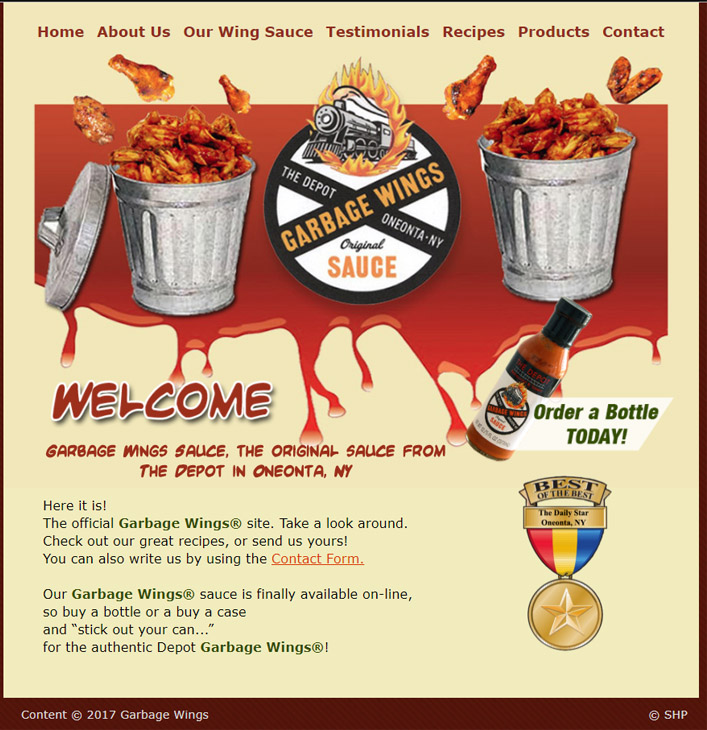 Home About Us Our Wing Sauce Testimonials Recipes Products Contact
THE DEPOT
GARBAGE WINGS
ONEONTA-NY
Original
SAUCE
WELCOME
Order a Bottle
TODAY!
GARBAGE WINGS SAUCE, THE ORIGINAL SAUCE FROM
THE DEPOT IN ONEONTA, NY
BEST
OF THE BEST
The Daily Star
Oneonta, NY
Here it is!
The official Garbage Wings® site. Take a look around.
Check out our great recipes, or send us yours!
You can also write us by using the Contact Form.
Our Garbage Wings® sauce is finally available on-line,
so buy a bottle or a buy a case
and “stick out your can...”
for the authentic Depot Garbage Wings®!
Content © 2017 Garbage Wings
© SHP